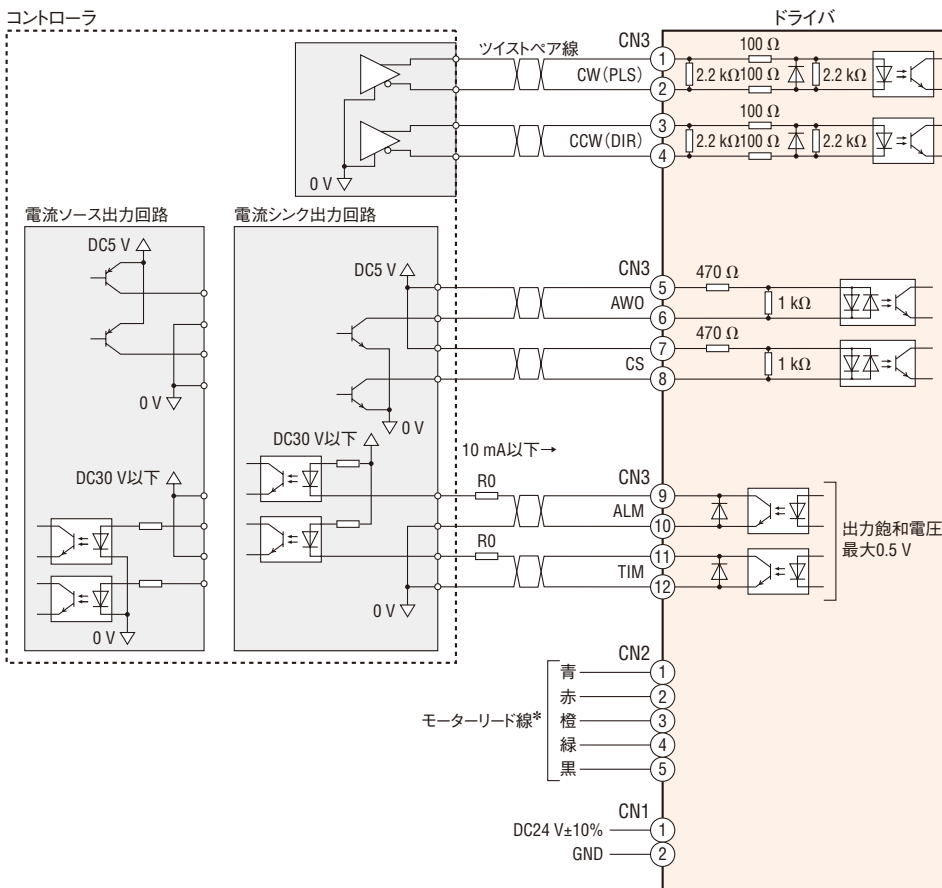 コントローラ
ドライバ
ツイストペア線
CN3
100 Ω
1
CW(PLS)
2.2 kΩ
100 Ω
2.2 kΩ
2
100 Ω
3
CCW(DIR)
2.2 kΩ
100 Ω
2.2 kΩ
4
0 V
電流ソース出力回路
電流シンク出力回路
DC5 V
DC5 V
CN3
470 Ω
5
AWO
1 kΩ
6
470 Ω
7
CS
1 kΩ
8
0 V
0 V
DC30 V以下
DC30 V以下
10 mA以下→
CN3
R0
9
ALM
10
R0
11
TIM
12
出力飽和電圧
最大0.5 V
0 V
0 V
CN2
青
1
赤
2
モーターリード線*
橙
3
緑
4
黒
5
CN1
DC24 V±10%
1
GND
2